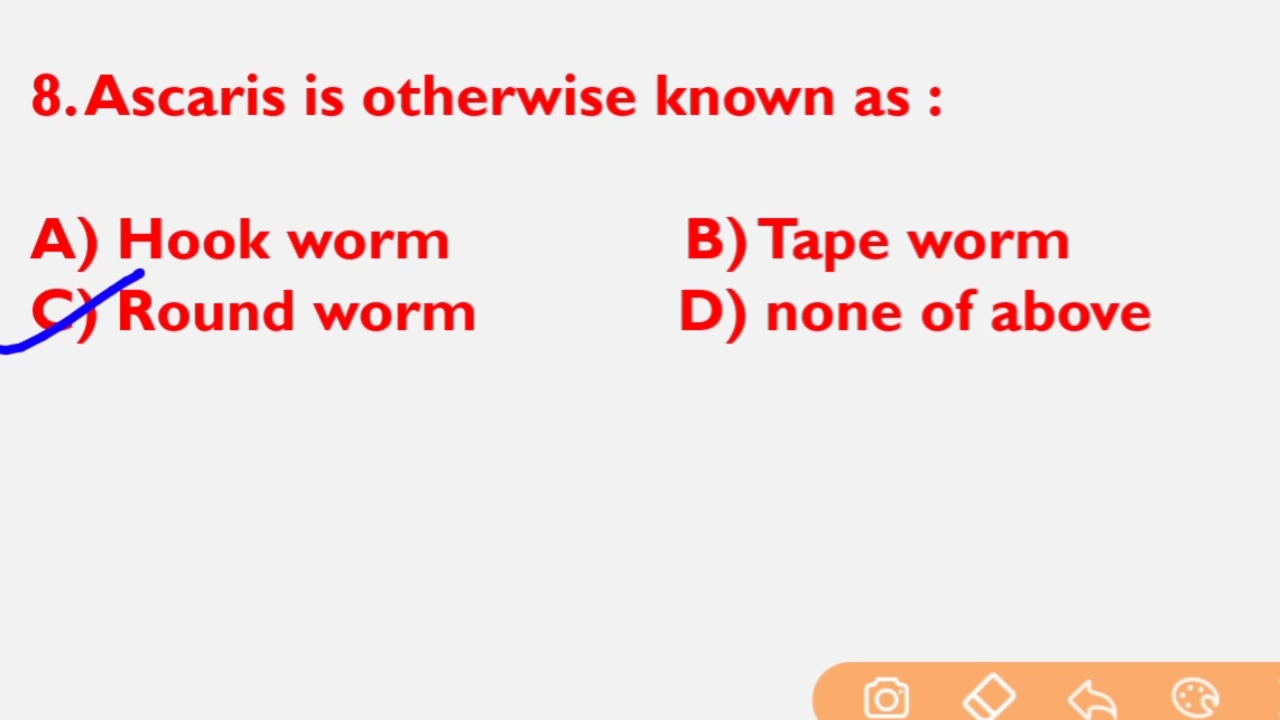 8. Ascaris is otherwise known as :
A) Hook worm B) Tape worm
C) Round worm D) none of above